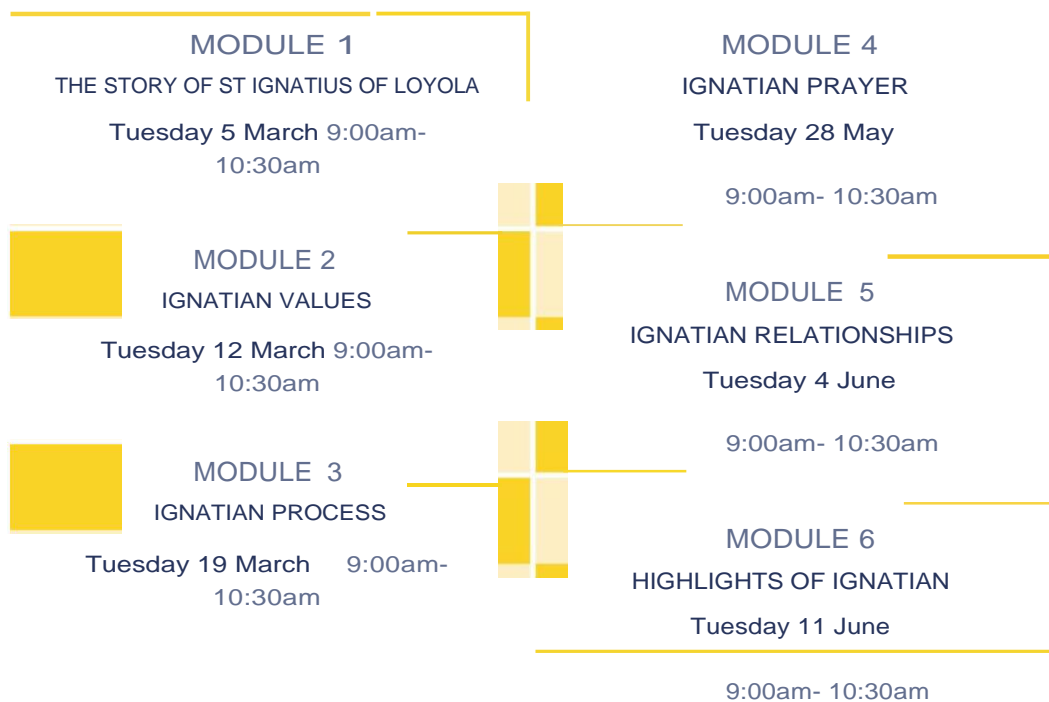 MODULE 1
THE STORY OF ST IGNATIUS OF LOYOLA
Tuesday 5 March 9:00am-
10:30am
MODULE 2
IGNATIAN VALUES
Tuesday 12 March 9:00am-
10:30am
MODULE 3
IGNATIAN PROCESS
Tuesday 19 March 9:00am-
10:30am
MODULE 4
IGNATIAN PRAYER
Tuesday 28 May
9:00am- 10:30am
MODULE 5
IGNATIAN RELATIONSHIPS
Tuesday 4 June
9:00am- 10:30am
MODULE 6
HIGHLIGHTS OF IGNATIAN
Tuesday 11 June
9:00am- 10:30am